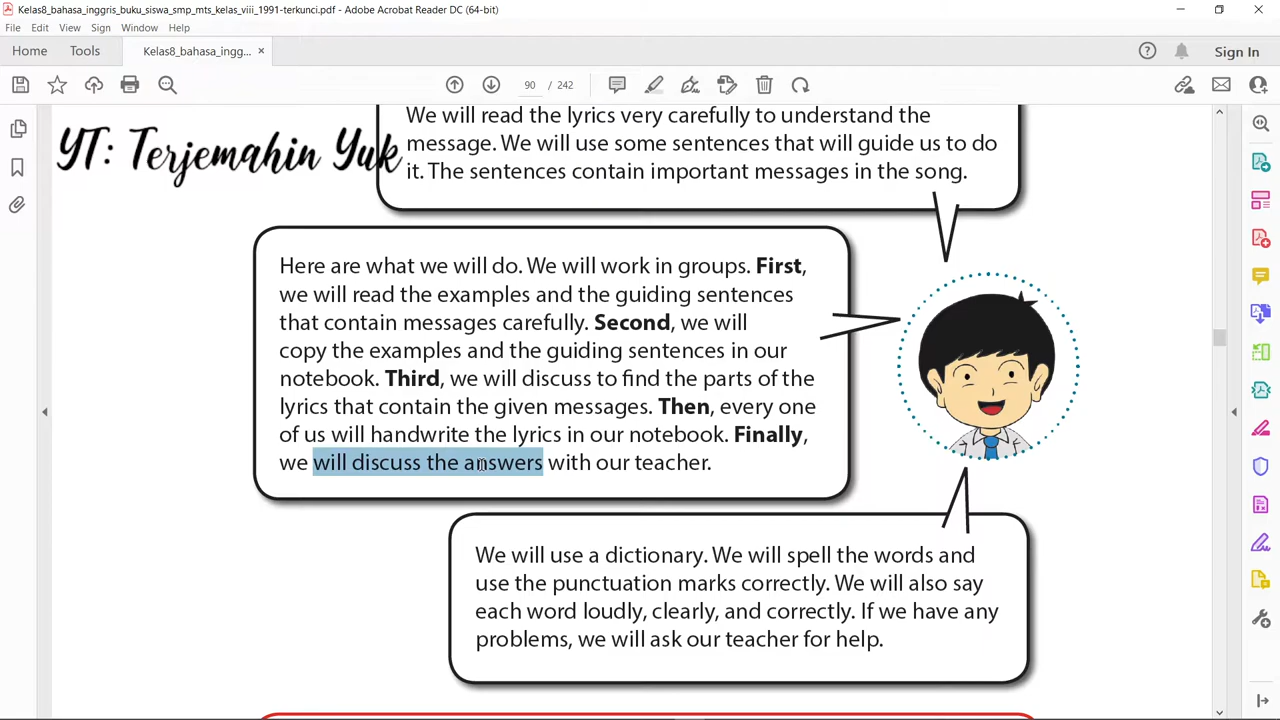 Kelas8_bahasa_inggris_buku_siswa_smp_mts_kelas_viii_1991-terkunci.pdf - Adobe Acrobat Reader DC (64-bit)
File Edit View Sign Window Help
Home Tools Kelas8_bahasa_ingg... × Sign In
90 / 242
YT: Terjemahin Yuk
We will read the lyrics very carefully to understand the
message. We will use some sentences that will guide us to do
it. The sentences contain important messages in the song.
Here are what we will do. We will work in groups. First,
we will read the examples and the guiding sentences
that contain messages carefully. Second, we will
copy the examples and the guiding sentences in our
notebook. Third, we will discuss to find the parts of the
lyrics that contain the given messages. Then, every one
of us will handwrite the lyrics in our notebook. Finally,
we will discuss the answers with our teacher.
We will use a dictionary. We will spell the words and
use the punctuation marks correctly. We will also say
each word loudly, clearly, and correctly. If we have any
problems, we will ask our teacher for help.